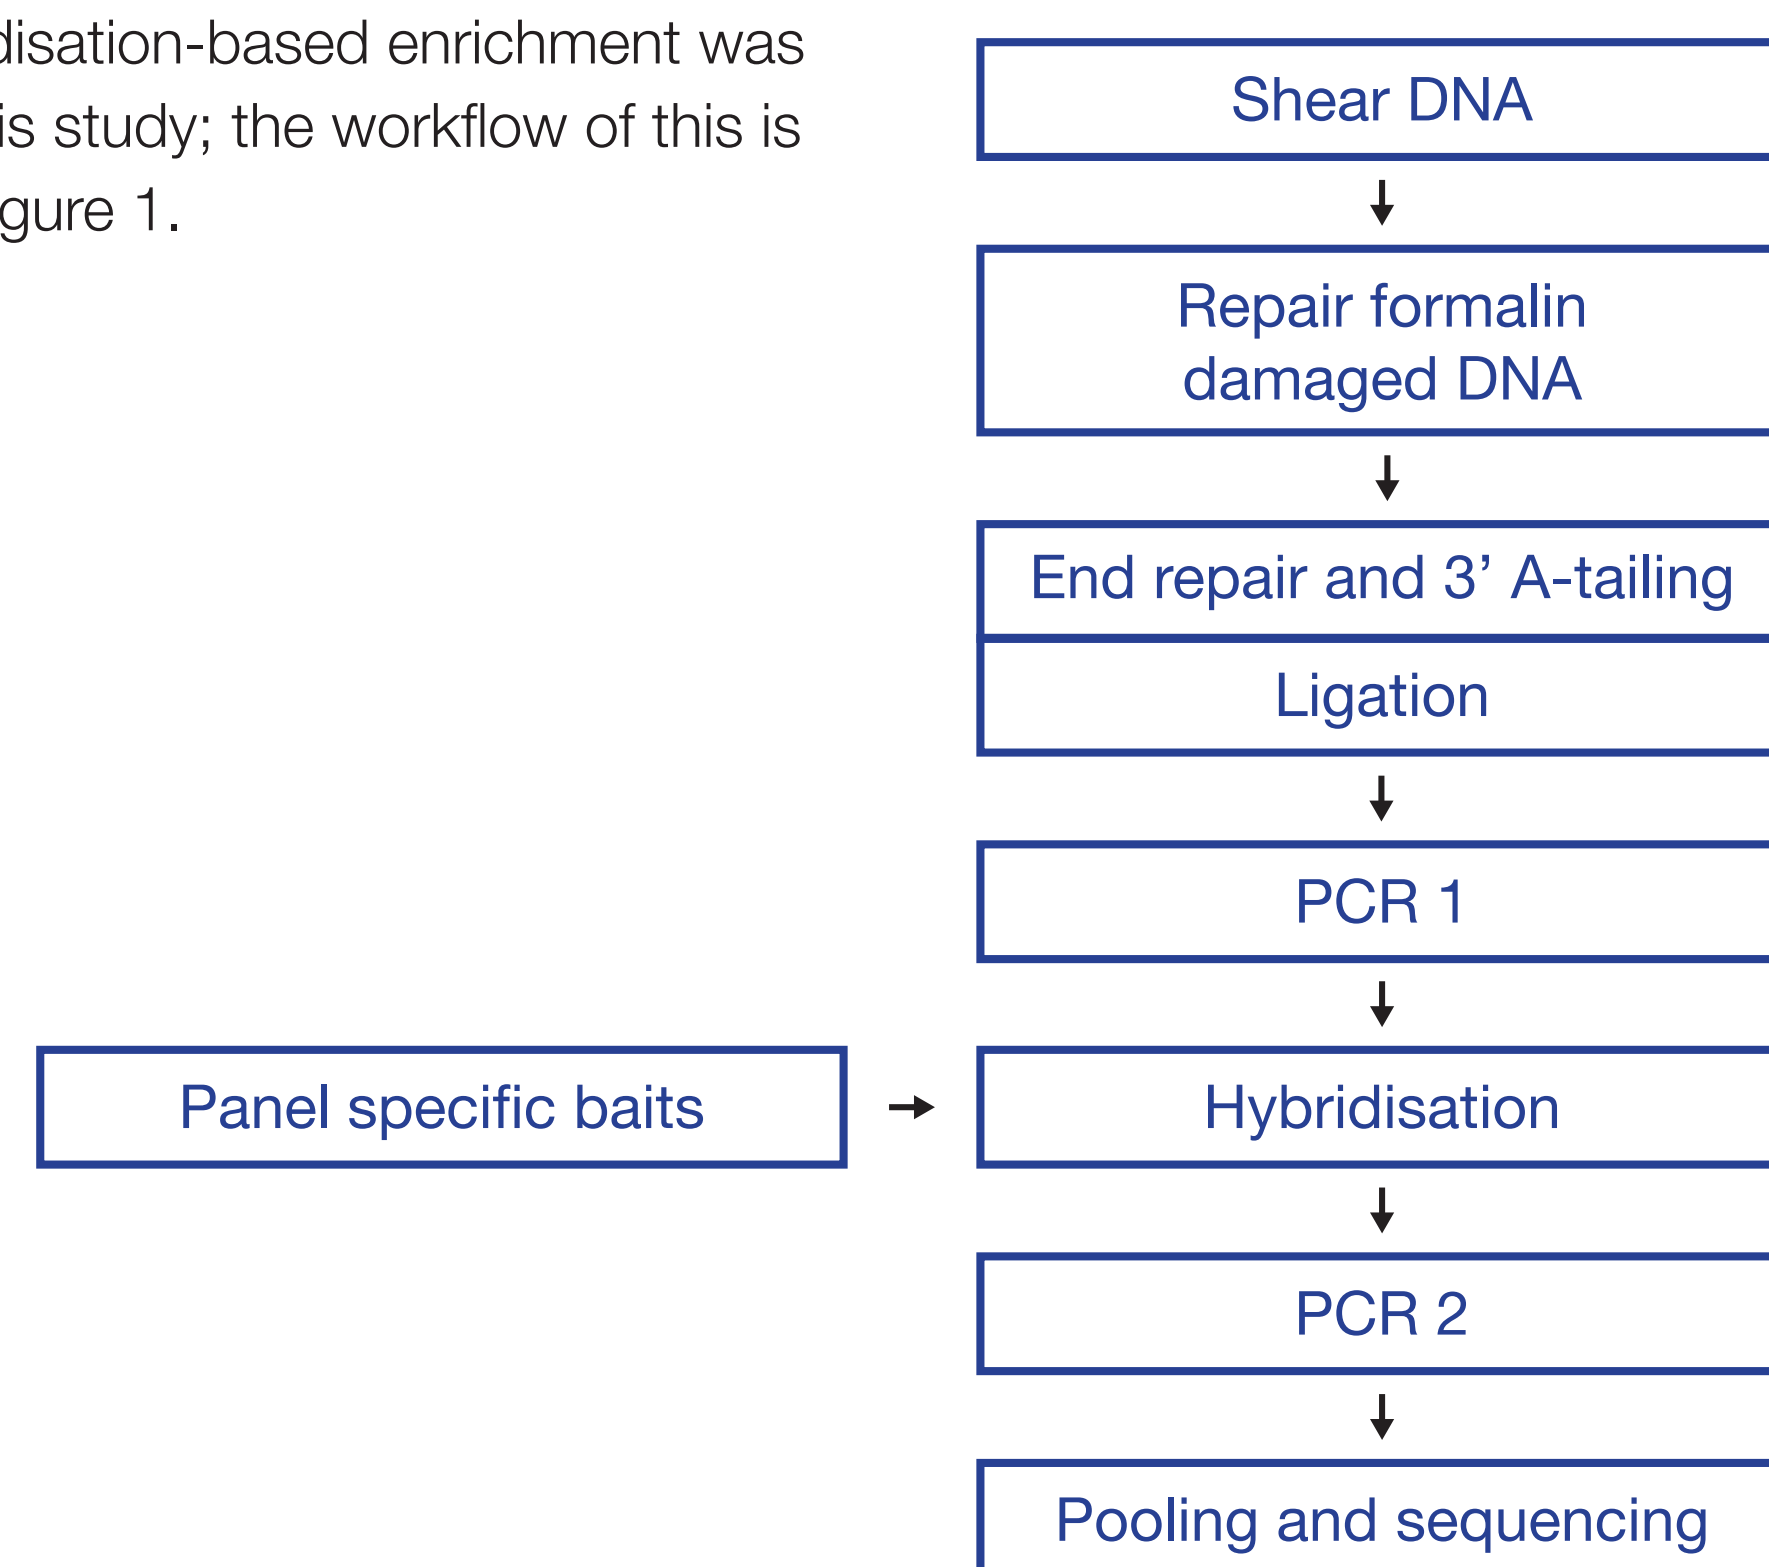 disation-based enrichment was
is study; the workflow of this is
gure 1.
Shear DNA
Repair formalin
damaged DNA
End repair and 3’ A-tailing
Ligation
PCR 1
Panel specific baits
Hybridisation
PCR 2
Pooling and sequencing